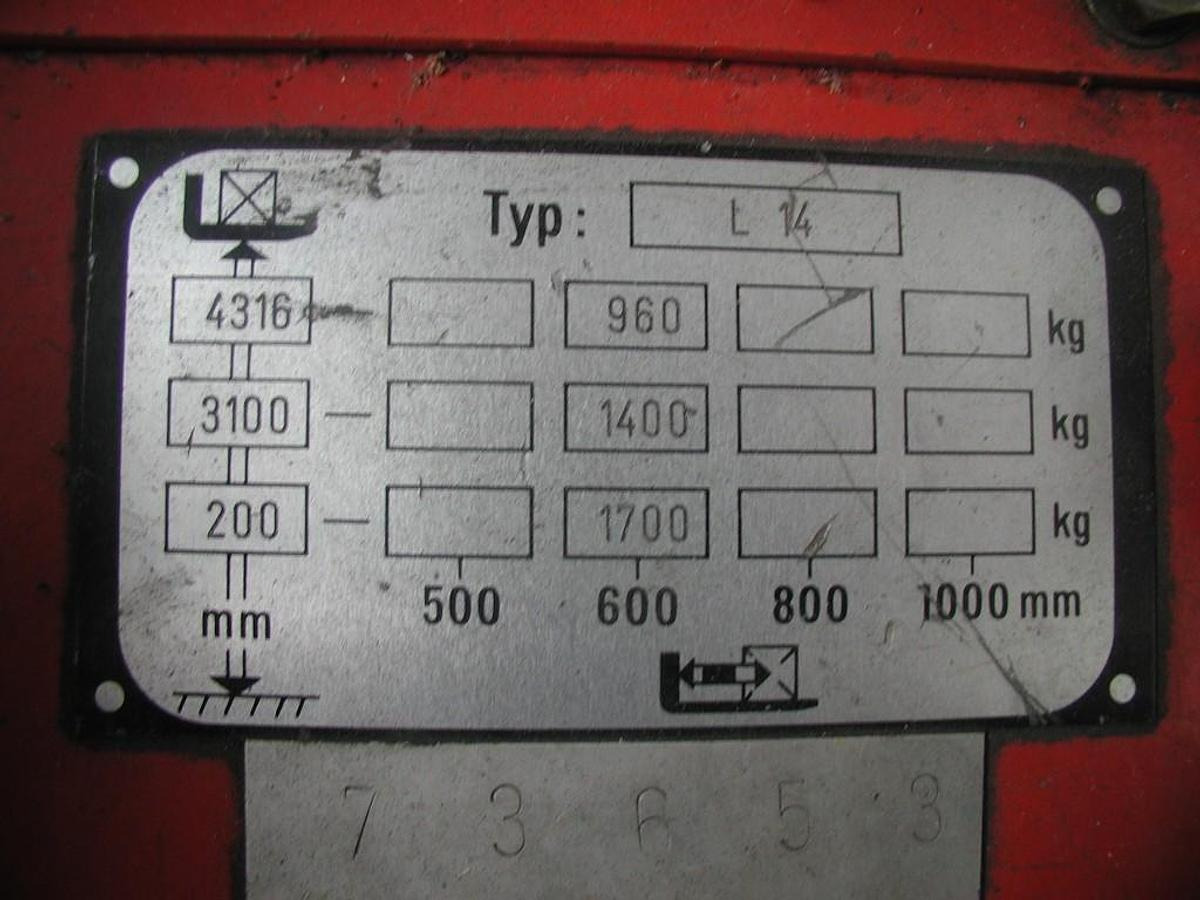 Typ: L 14
4316 960 kg
3100 1400 kg
200 1700 kg
mm 500 600 800 1000 mm
7 3 6 5 3